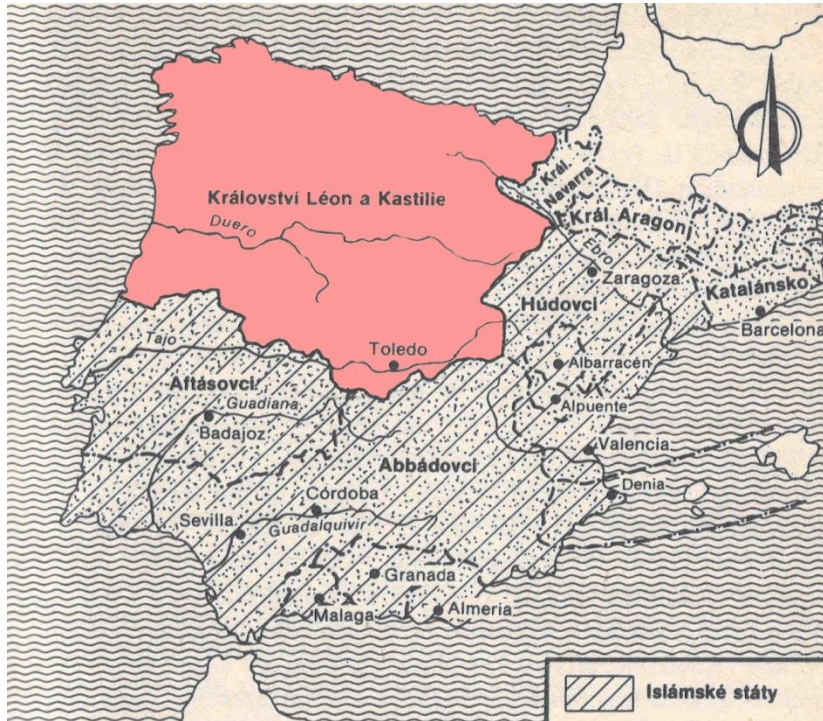 Království Léon a Kastilie
Duero
Král.
Navarra
Král. Aragon
Ebro
Zaragoza
Katalánsko
Húdovci
Barcelona
Toledo
Tajo
Albarracén
Aftásovci
Guadiana
Alpuente
Badajoz
Valencia
Abbádovci
Denia
Córdoba
Sevilla
Guadalquivir
Granada
Malaga
Almeria
Islámské státy